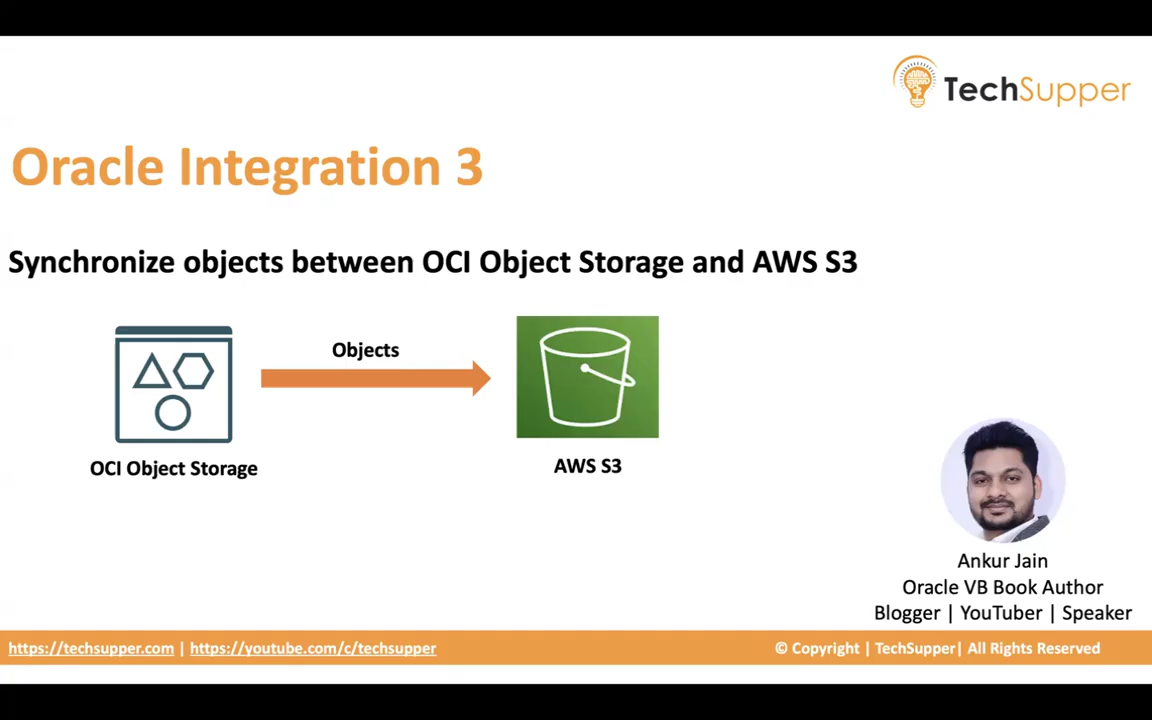 TechSupper
Oracle Integration 3
Synchronize objects between OCI Object Storage and AWS S3
Objects
OCI Object Storage
AWS S3
Ankur Jain
Oracle VB Book Author
Blogger | YouTuber | Speaker
https://techsupper.com | https://youtube.com/c/techsupper
© Copyright | TechSupper| All Rights Reserved